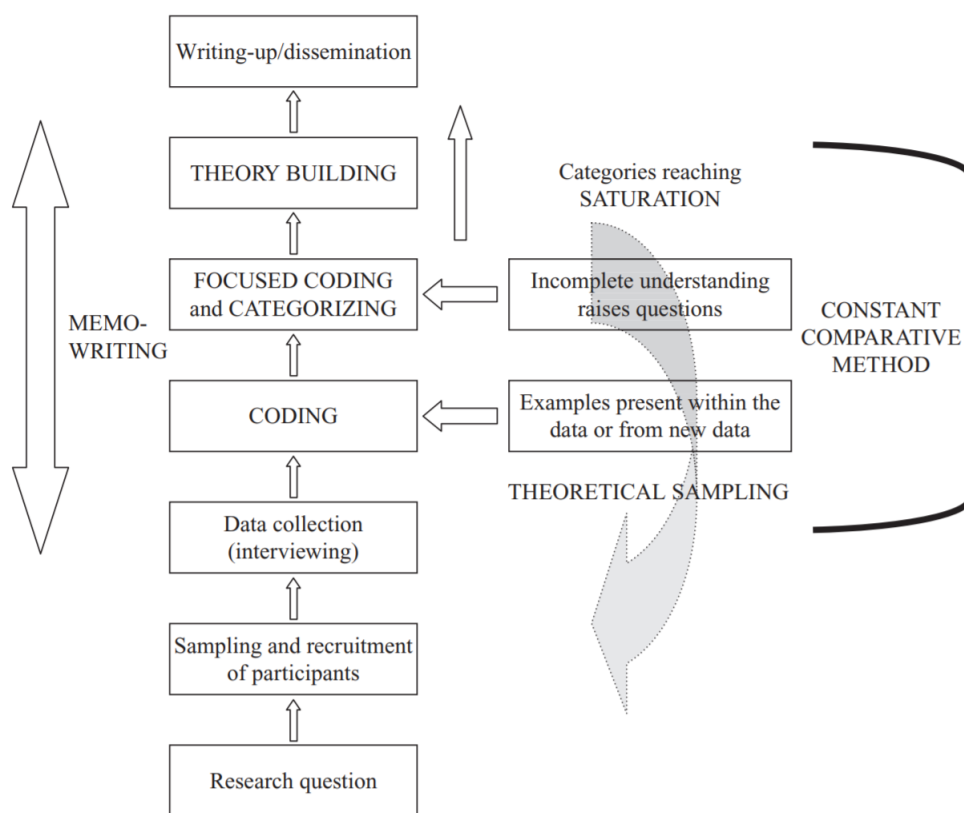 Writing-up/dissemination
THEORY BUILDING
Categories reaching
SATURATION
FOCUSED CODING
and CATEGORIZING
Incomplete understanding
raises questions
MEMO-
WRITING
CONSTANT
COMPARATIVE
METHOD
CODING
Examples present within the
data or from new data
THEORETICAL SAMPLING
Data collection
(interviewing)
Sampling and recruitment
of participants
Research question